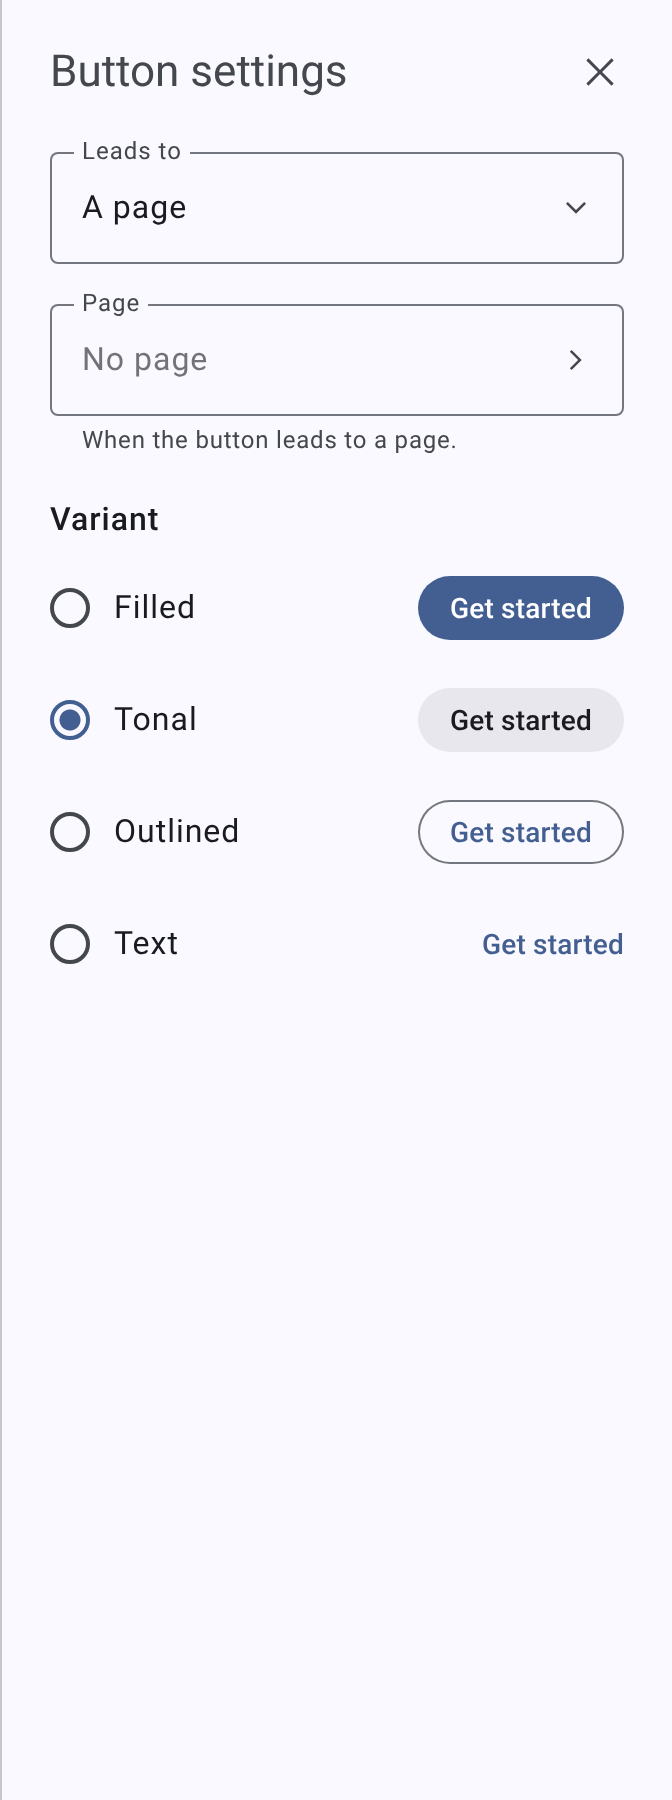 Button settings
Leads to
A page
Page
No page
When the button leads to a page.
Variant
Filled
Get started
Tonal
Get started
Outlined
Get started
Text
Get started